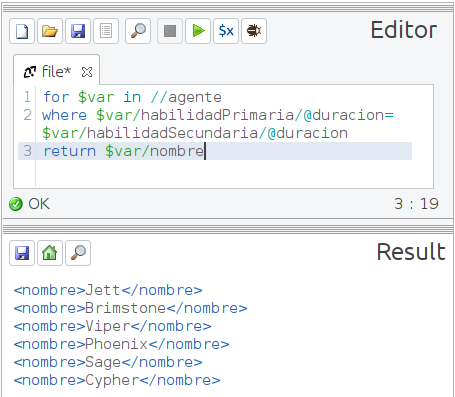 Editor
file*
1 for $var in //agente
2 where $var/habilidadPrimaria/@duracion=
$var/habilidadSecundaria/@duracion
3 return $var/nombre
OK 3 : 19
Result
<nombre>Jett</nombre>
<nombre>Brimstone</nombre>
<nombre>Viper</nombre>
<nombre>Phoenix</nombre>
<nombre>Sage</nombre>
<nombre>Cypher</nombre>